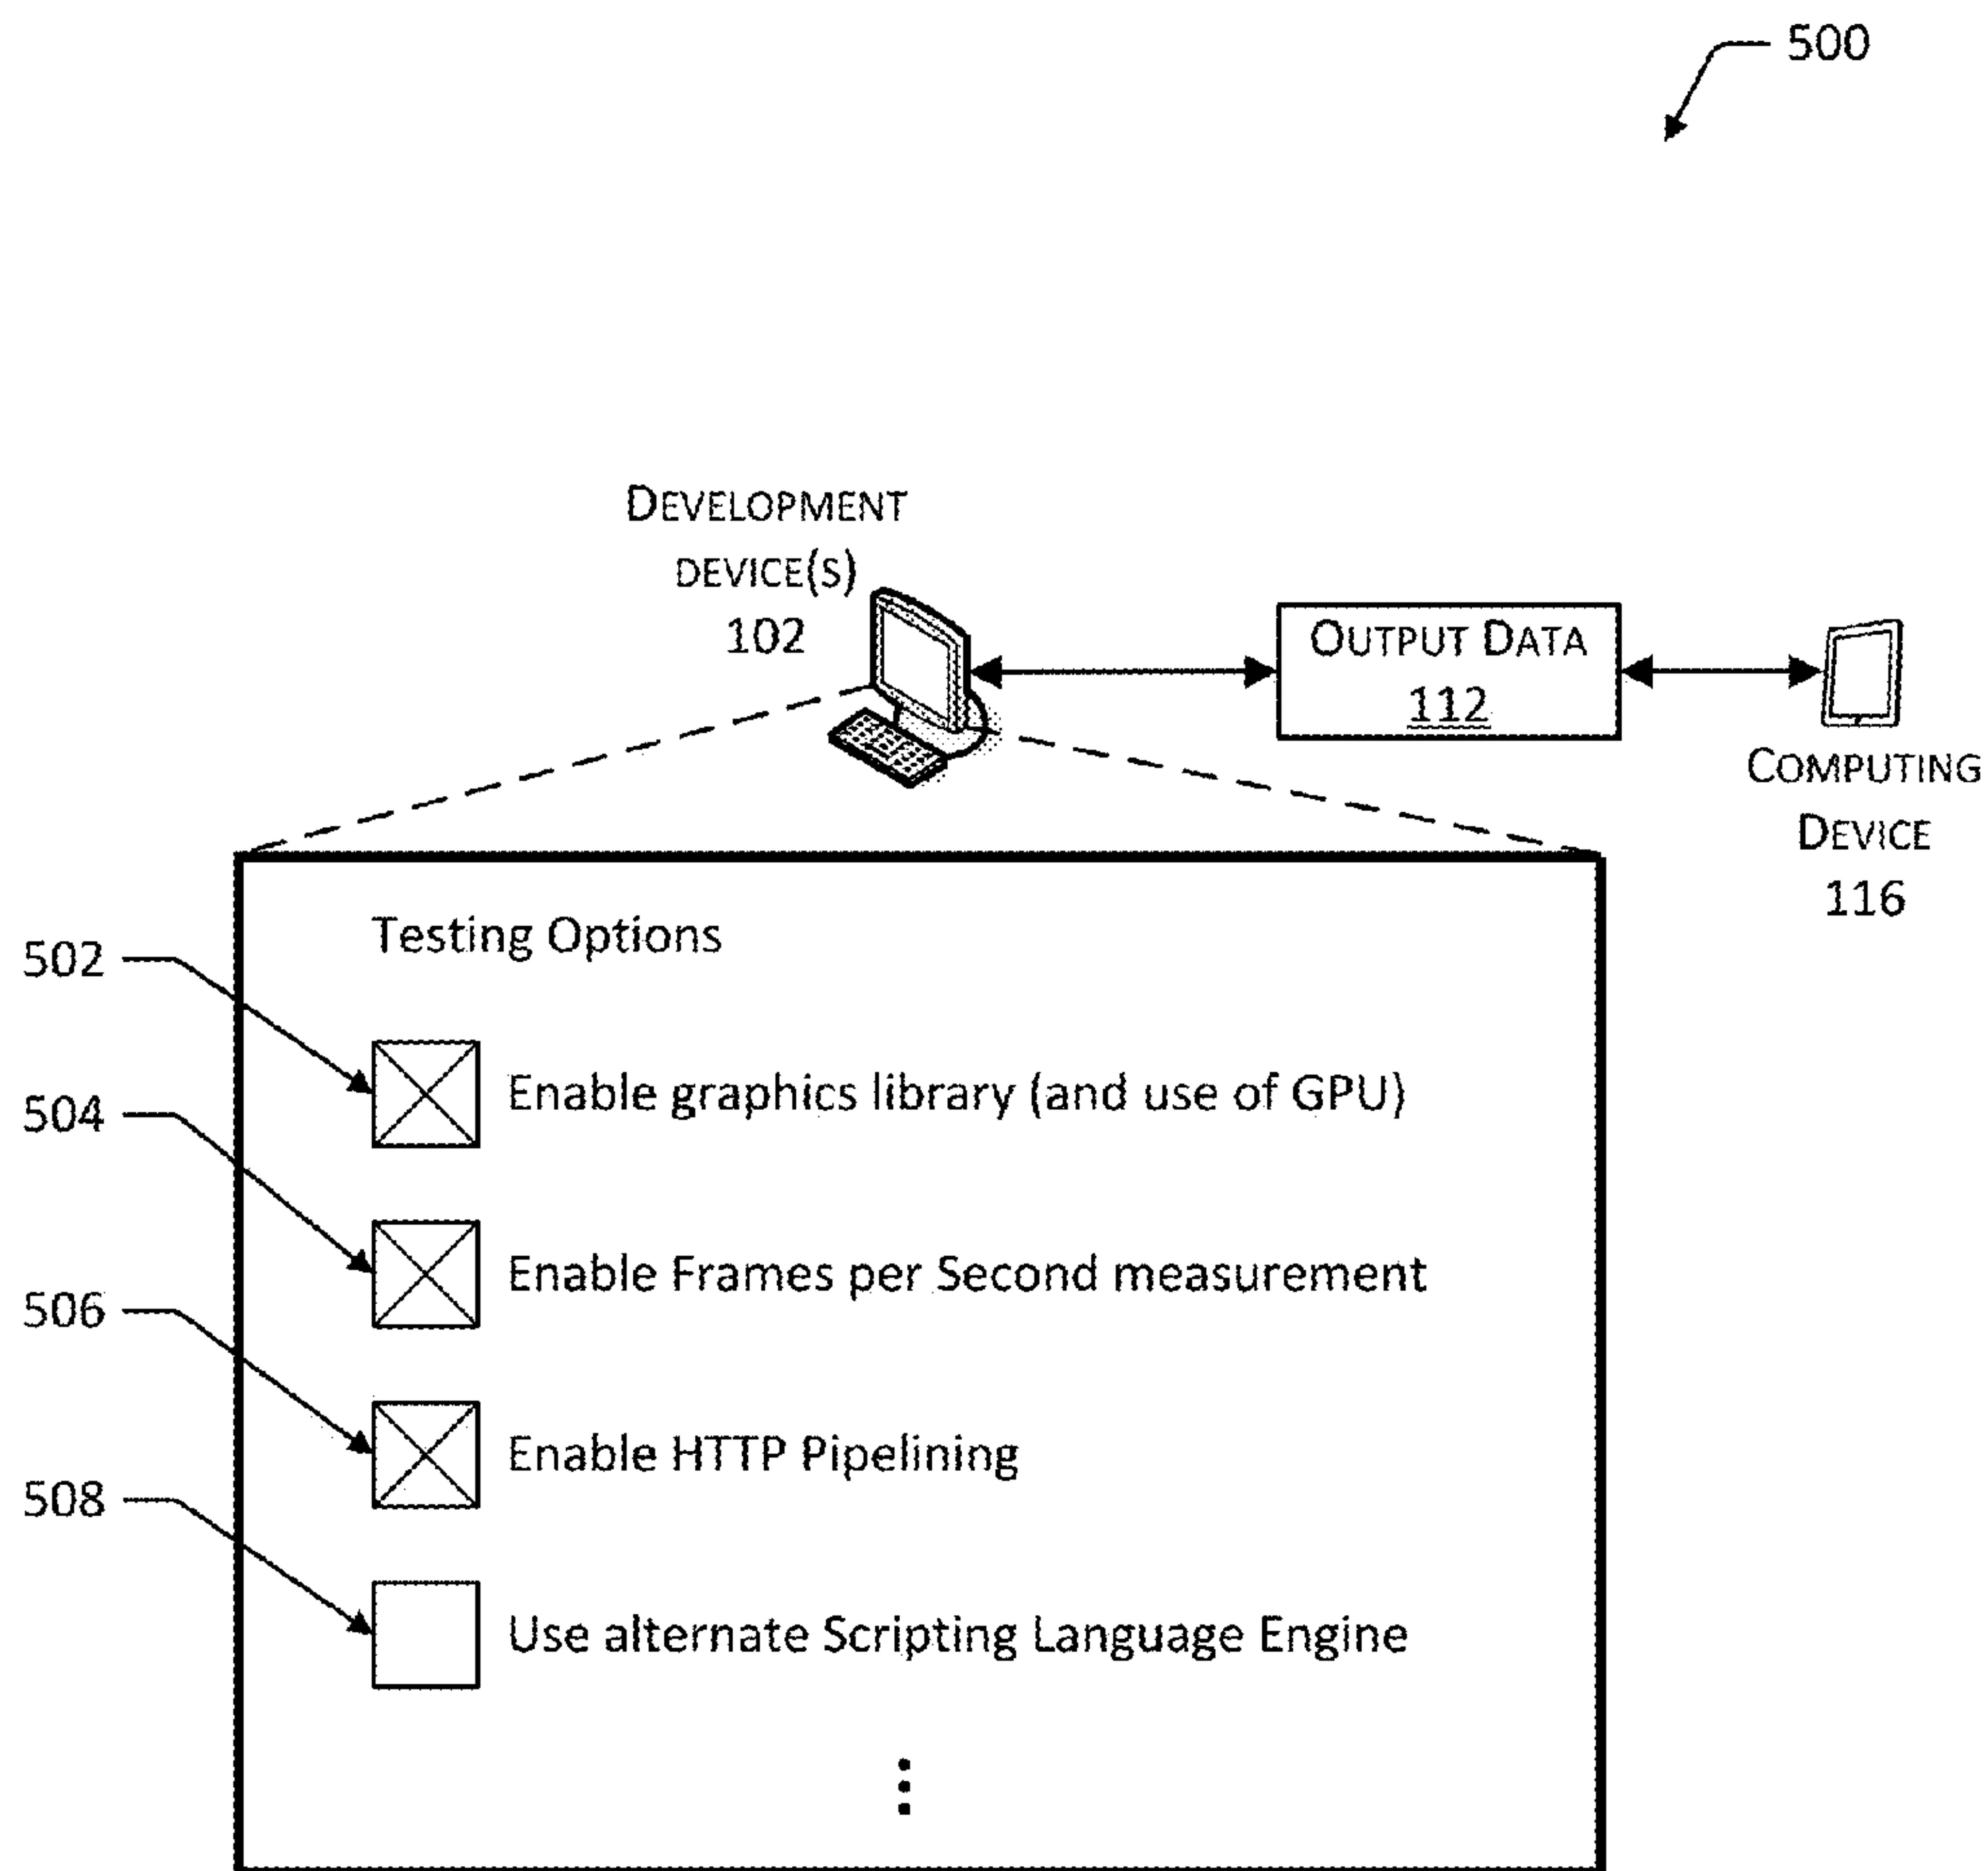 500
DEVELOPMENT
DEVICE(S)
102
OUTPUT DATA
112
COMPUTING
DEVICE
116
Testing Options
502
Enable graphics library (and use of GPU)
504
Enable Frames per Second measurement
506
Enable HTTP Pipelining
508
Use alternate Scripting Language Engine